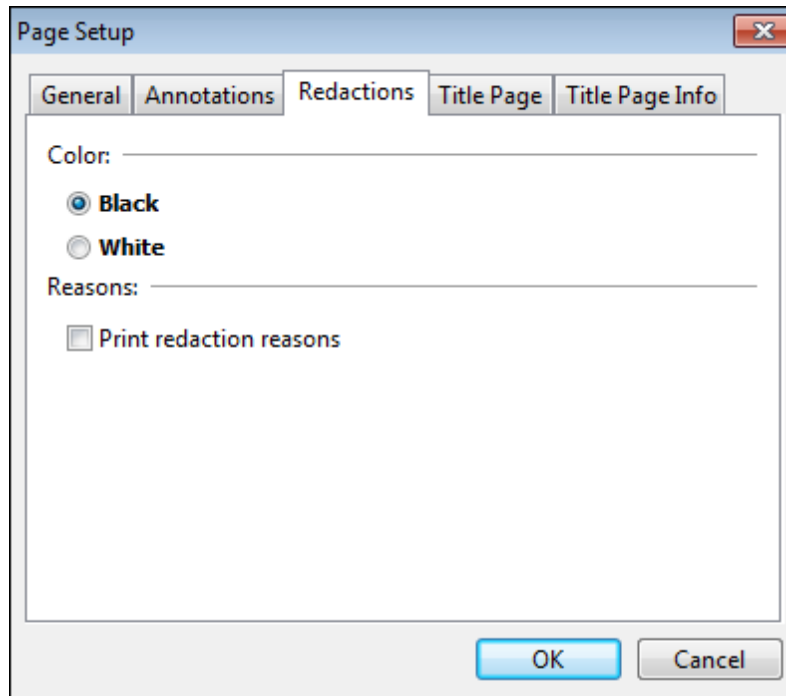 Page Setup
General Annotations Redactions Title Page Title Page Info
Color:
Black
White
Reasons:
Print redaction reasons
OK Cancel